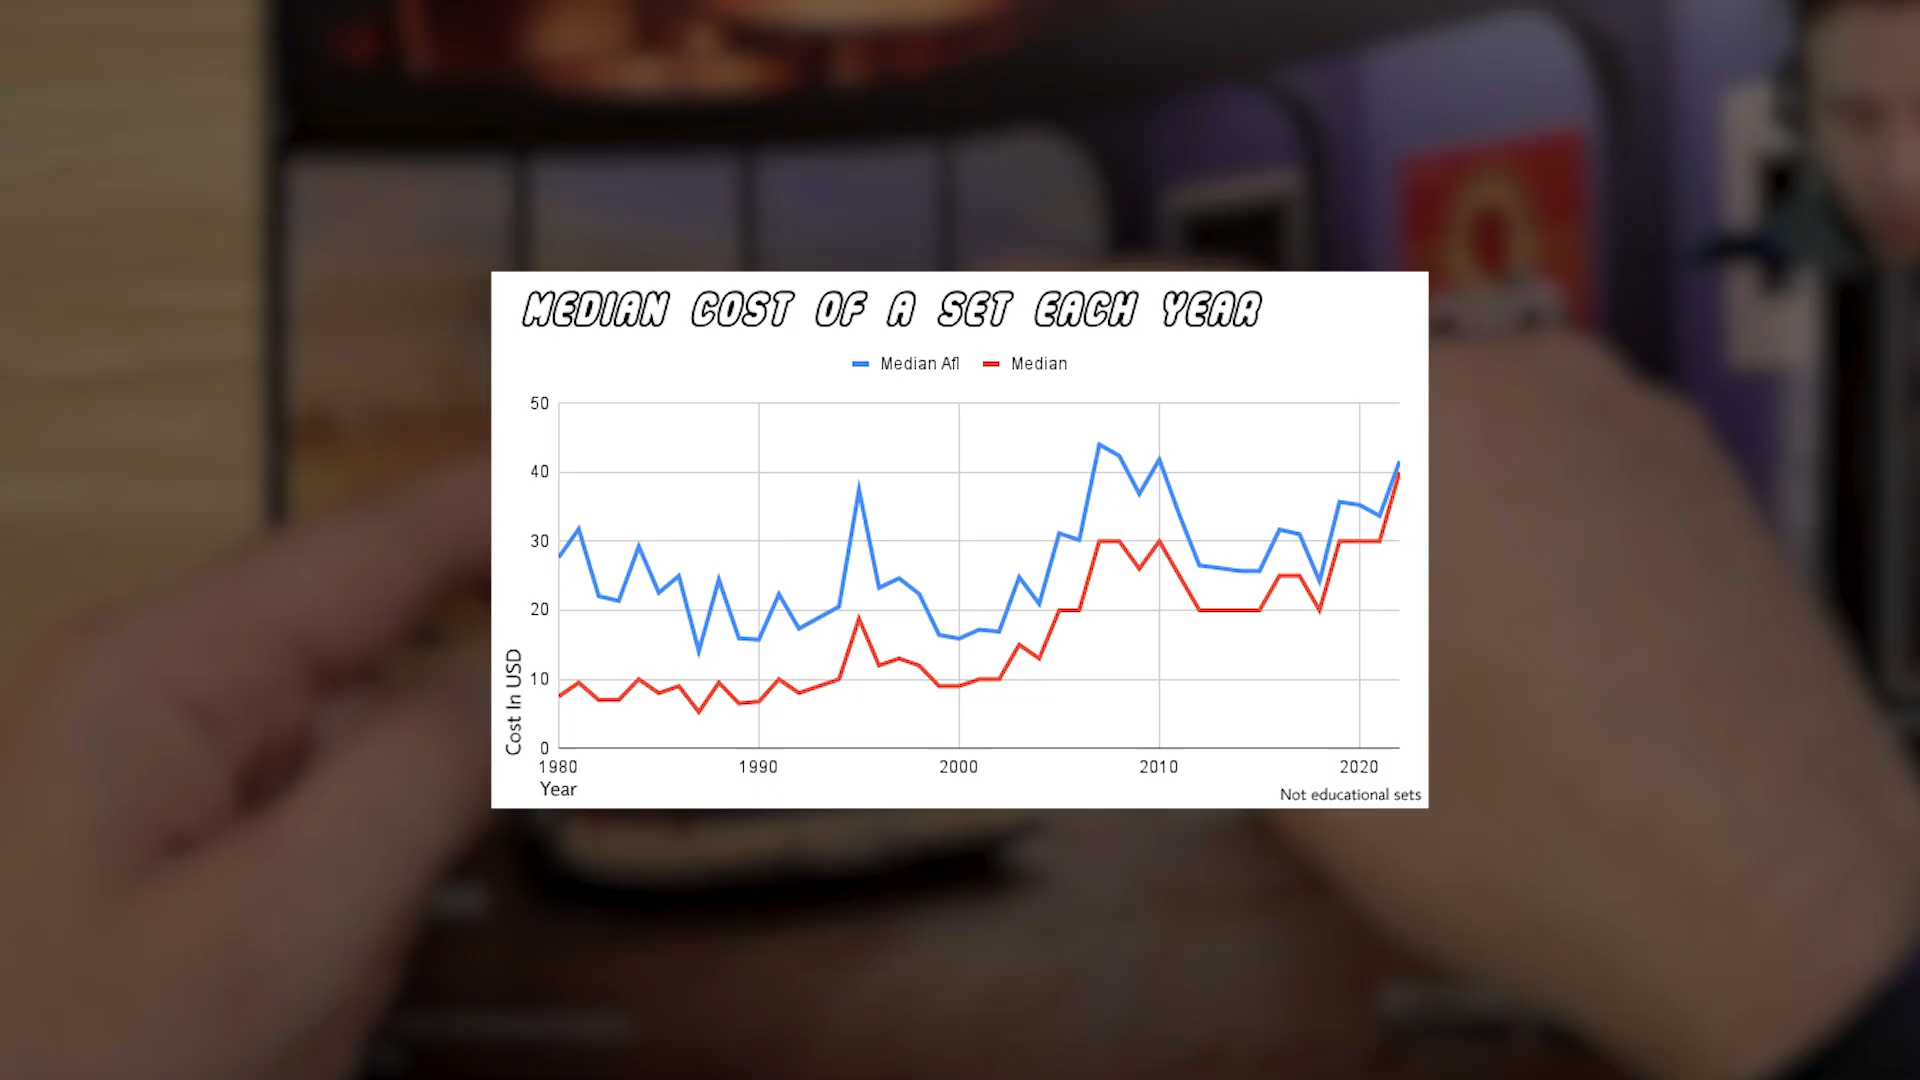 MEDIAN COST OF A SET EACH YEAR
Median Afl
Median
50
40
30
20
10
0
Cost In USD
1980
1990
2000
2010
2020
Year
Not educational sets